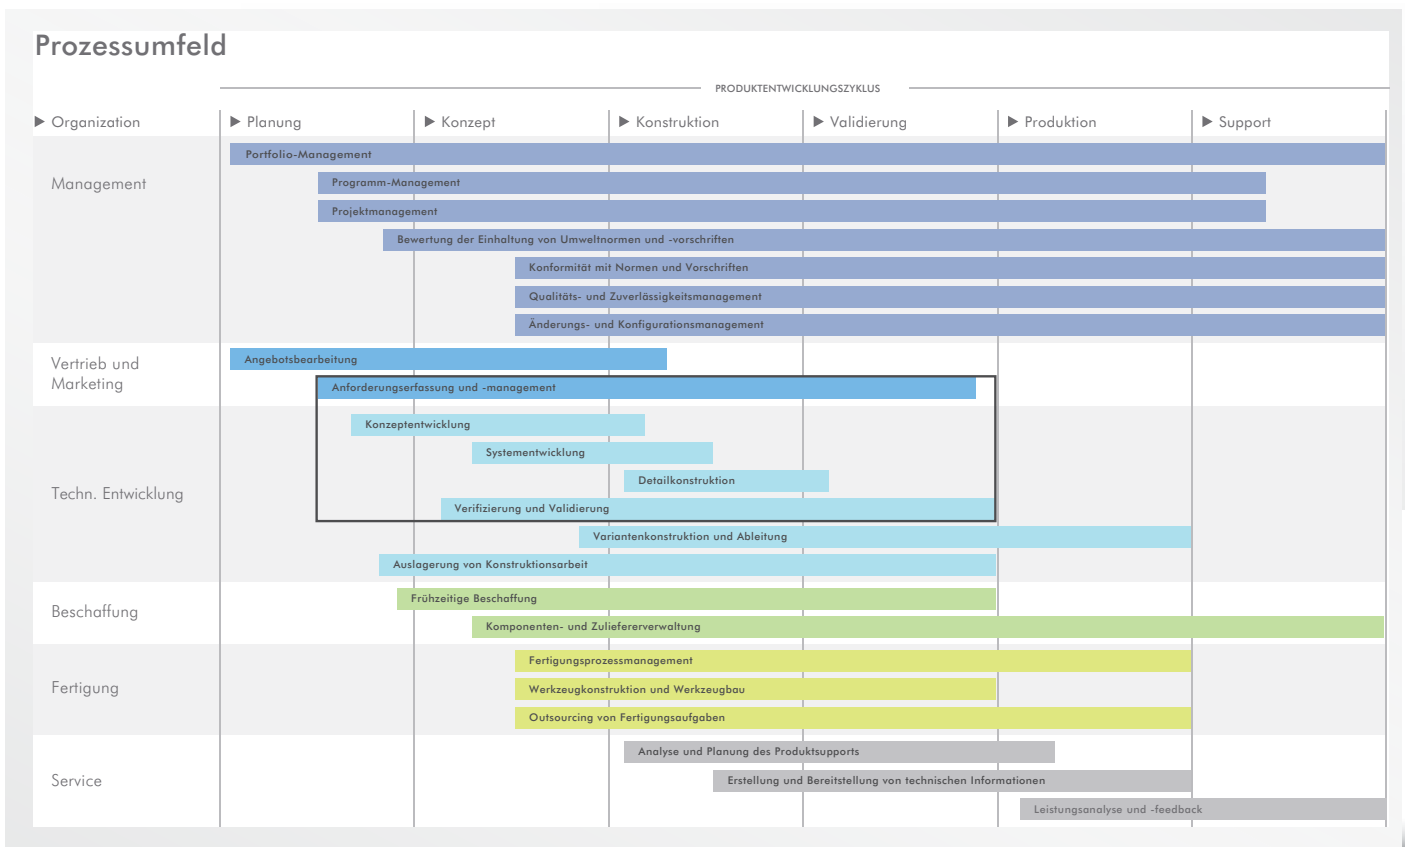 Prozessumfeld
PRODUKTENTWICKLUNGSZYKLUS
▶ Organization ▶ Planung ▶ Konzept ▶ Konstruktion ▶ Validierung ▶ Produktion ▶ Support
Management
Portfolio-Management
Programm-Management
Projektmanagement
Bewertung der Einhaltung von Umweltnormen und -vorschriften
Konformität mit Normen und Vorschriften
Qualitäts- und Zuverlässigkeitsmanagement
Änderungs- und Konfigurationsmanagement
Vertrieb und
Marketing
Angebotsbearbeitung
Anforderungserfassung und -management
Techn. Entwicklung
Konzeptentwicklung
Systementwicklung
Detailkonstruktion
Verifizierung und Validierung
Variantenkonstruktion und Ableitung
Auslagerung von Konstruktionsarbeit
Beschaffung
Frühzeitige Beschaffung
Komponenten- und Zuliefererverwaltung
Fertigung
Fertigungsprozessmanagement
Werkzeugkonstruktion und Werkzeugbau
Outsourcing von Fertigungsaufgaben
Service
Analyse und Planung des Produktsupports
Erstellung und Bereitstellung von technischen Informationen
Leistungsanalyse und -feedback